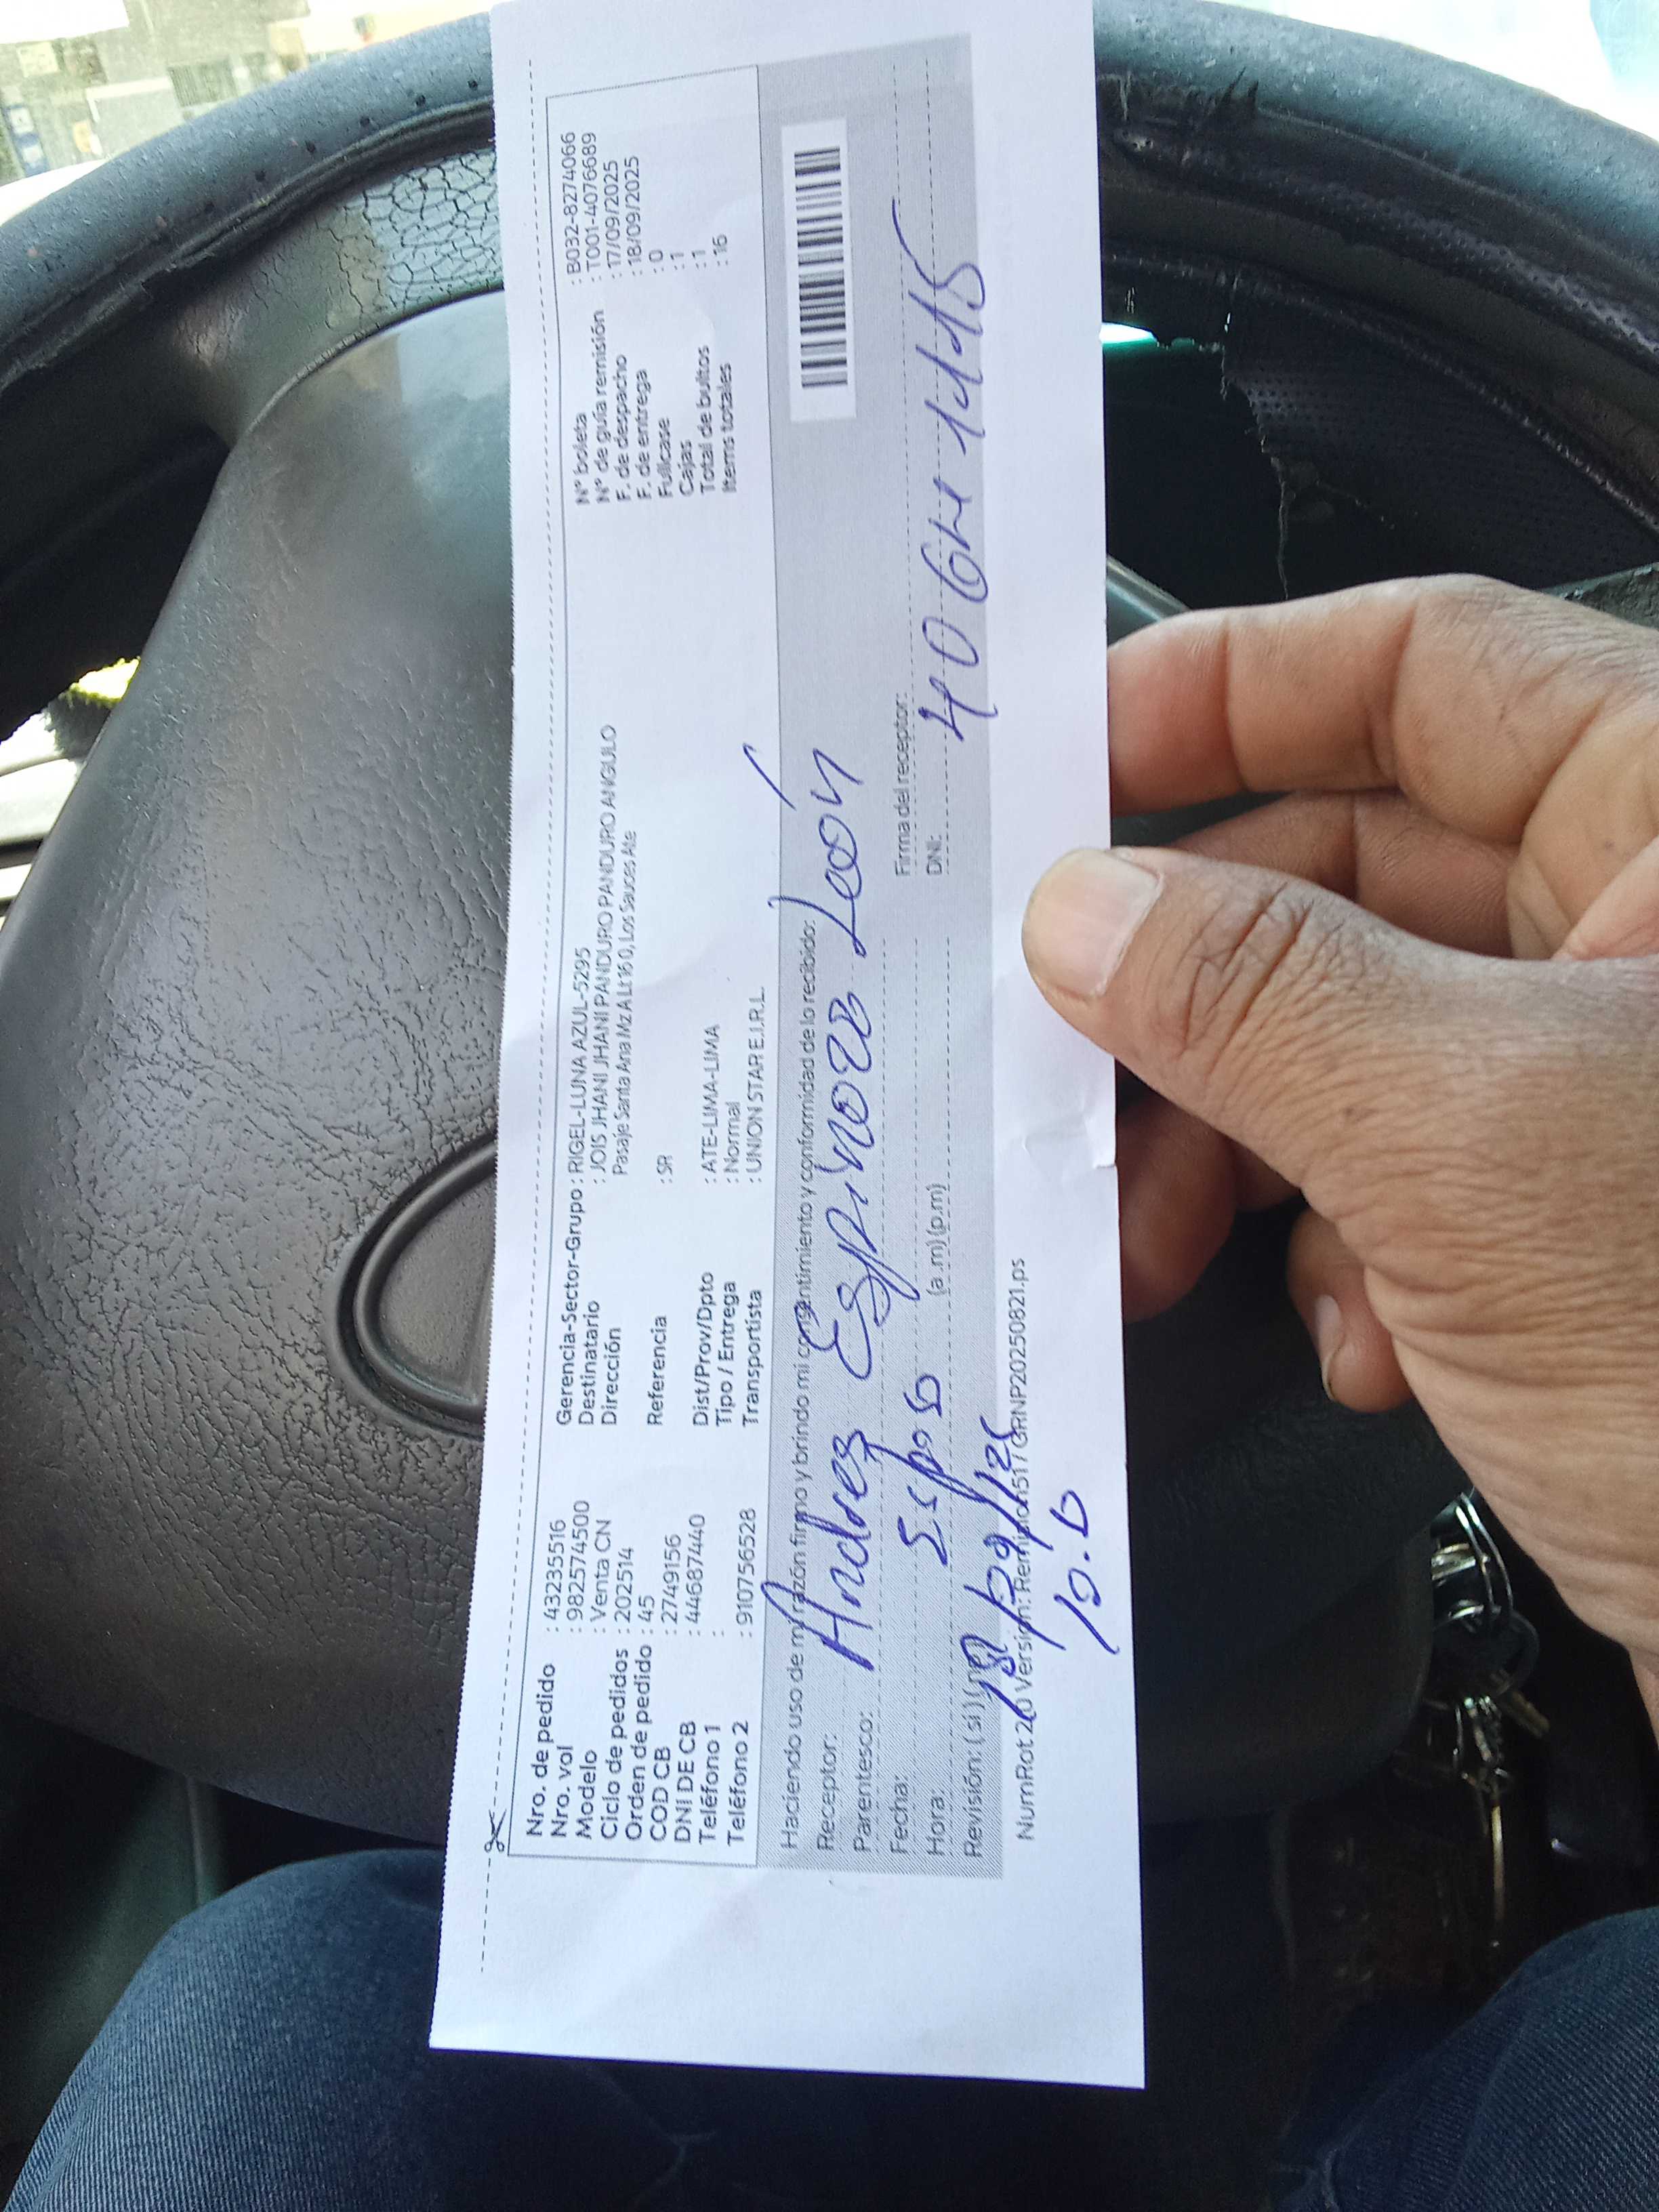 Nro. de pedido : 43235516
Nro. vol : 982574500
Modelo : Venta CN
Ciclo de pedidos : 202514
Orden de pedido : 45
COD CB : 2749156
DNI DE CB : 44687440
Teléfono 1 :
Teléfono 2 : 910756528
Gerencia-Sector-Grupo : RIGEL-LUNA AZUL-5295
Destinatario : JOIS JHANI JHANI PANDURO PANDURO ANGULO
Dirección Pasaje Santa Ana Mz A Lt 16 0, Los Sauces Ate
Referencia : SR
Dist/Prov/Dpto : ATE-LIMA-LIMA
Tipo / Entrega : Normal
Transportista : UNION STAR E.I.R.L.
N° boleta : B032-8274066
N° de guía remisión : T001-4076689
F. de despacho : 17/09/2025
F. de entrega : 18/09/2025
Fullcase : 0
Cajas : 1
Total de bultos : 1
Items totales : 16
Haciendo uso de mi razón firmo y brindo mi consentimiento y conformidad de lo recibido:
Receptor: Andres Espinoza León
Parentesco: Esposo
Fecha: 18/09/25
Hora: (a.m) (p.m)
Revisión: (si) (no)
Firma del receptor:
DNI:
NumRot 2.0 Version: Remision517/GRNP20250821.ps